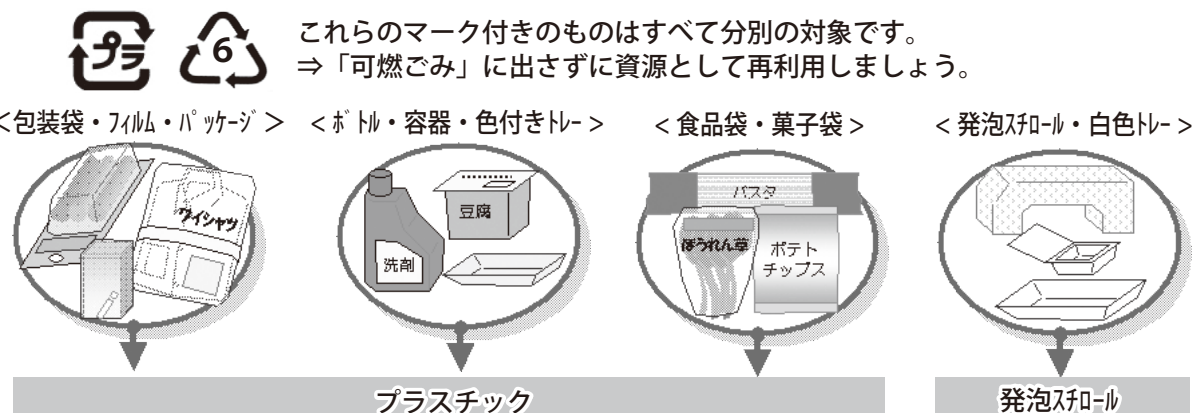 プラ
6
これらのマーク付きのものはすべて分別の対象です。
⇒「可燃ごみ」に出さずに資源として再利用しましょう。
＜包装袋・ﾌｨﾙﾑ・ﾊﾟｯｹｰｼﾞ＞
＜ﾎﾞﾄﾙ・容器・色付きﾄﾚｰ＞
＜食品袋・菓子袋＞
＜発泡ｽﾁﾛｰﾙ・白色ﾄﾚｰ＞
ワイシャツ
豆腐
洗剤
パスタ
ほうれん草
ポテト
チップス
プラスチック
発泡ｽﾁﾛｰﾙ